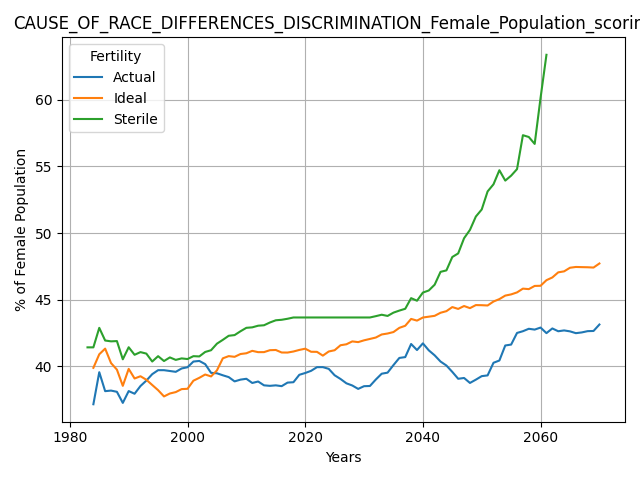 CAUSE_OF_RACE_DIFFERENCES_DISCRIMINATION_Female_Population_scorin
Fertility
Actual
Ideal
Sterile
% of Female Population
60
55
50
45
40
1980
2000
2020
2040
2060
Years